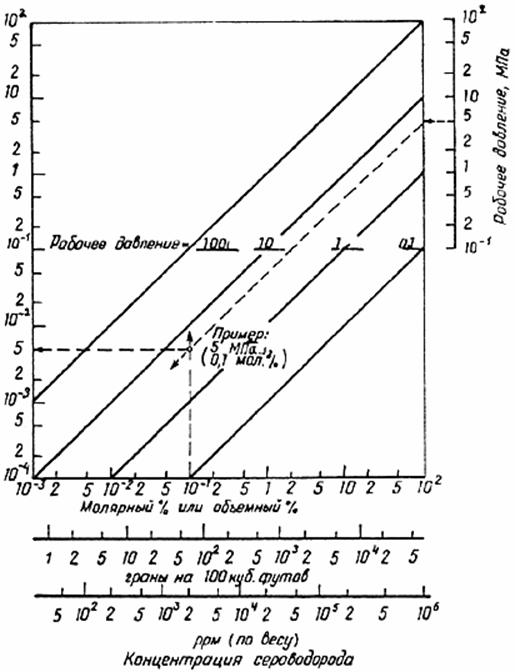 10² 10²
5 5
2 2
10 10
5 5
2 2
1 1
5 5
2 2
10⁻¹ 10⁻¹
Рабочее давление, МПа
Рабочее давление= 100 10 1 0,1
5
2
10⁻²
5
2
10⁻³
5
2
10⁻⁴
Пример:
5 МПа
(0,1 мол.%)
10⁻³ 2 5 10⁻² 2 5 10⁻¹ 2 5 1 2 5 10 2 5 10²
Молярный % или объемный %
1 2 5 10 2 5 10² 2 5 10³ 2 5 10⁴ 2 5
граны на 100 куб. футов
5 10² 2 5 10³ 2 5 10⁴ 2 5 10⁵ 2 5 10⁶
ррм (по весу)
Концентрация сероводорода